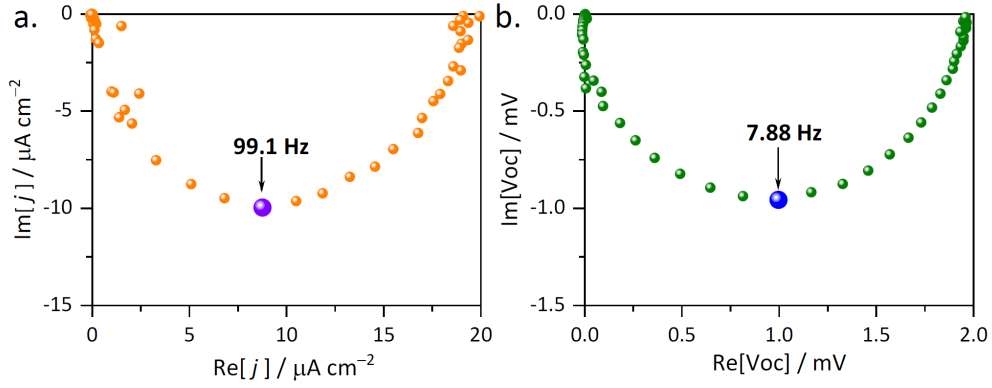 a.
0
-5
-10
-15
Im[ j ] / μA cm⁻²
99.1 Hz
0 5 10 15 20
Re[ j ] / μA cm⁻²
b.
0.0
-0.5
-1.0
-1.5
Im[Voc] / mV
7.88 Hz
0.0 0.5 1.0 1.5 2.0
Re[Voc] / mV